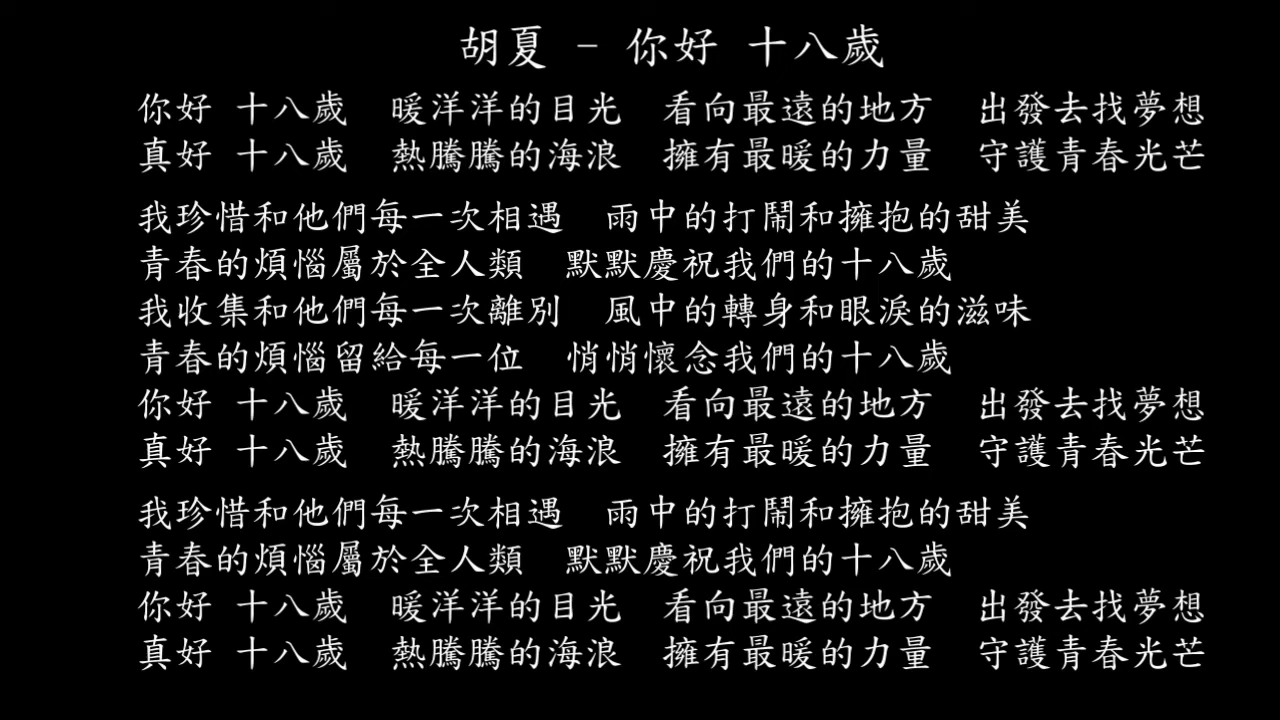 胡夏 - 你好 十八歲
你好 十八歲 暖洋洋的目光 看向最遠的地方 出發去找夢想
真好 十八歲 熱騰騰的海浪 擁有最暖的力量 守護青春光芒
我珍惜和他們每一次相遇 雨中的打鬧和擁抱的甜美
青春的煩惱屬於全人類 默默慶祝我們的十八歲
我收集和他們每一次離別 風中的轉身和眼淚的滋味
青春的煩惱留給每一位 悄悄懷念我們的十八歲
你好 十八歲 暖洋洋的目光 看向最遠的地方 出發去找夢想
真好 十八歲 熱騰騰的海浪 擁有最暖的力量 守護青春光芒
我珍惜和他們每一次相遇 雨中的打鬧和擁抱的甜美
青春的煩惱屬於全人類 默默慶祝我們的十八歲
你好 十八歲 暖洋洋的目光 看向最遠的地方 出發去找夢想
真好 十八歲 熱騰騰的海浪 擁有最暖的力量 守護青春光芒